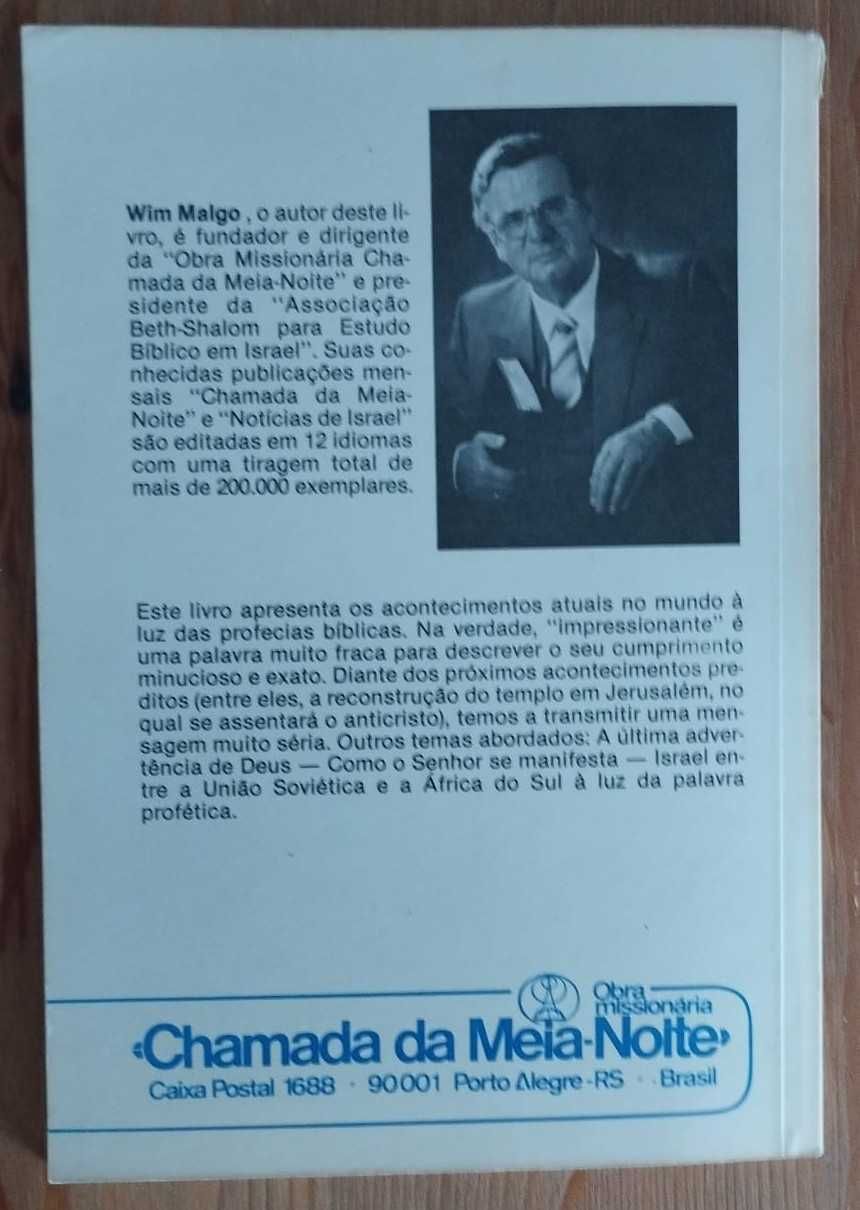 Wim Malgo , o autor deste li-
vro, é fundador e dirigente
da "Obra Missionária Cha-
mada da Meia-Noite" e pre-
sidente da "Associação
Beth-Shalom para Estudo
Bíblico em Israel". Suas co-
nhecidas publicações men-
sais "Chamada da Meia-
Noite" e "Notícias de Israel"
são editadas em 12 idiomas
com uma tiragem total de
mais de 200.000 exemplares.
Este livro apresenta os acontecimentos atuais no mundo à
luz das profecias bíblicas. Na verdade, "impressionante" é
uma palavra muito fraca para descrever o seu cumprimento
minucioso e exato. Diante dos próximos acontecimentos pre-
ditos (entre eles, a reconstrução do templo em Jerusalém, no
qual se assentará o anticristo), temos a transmitir uma men-
sagem muito séria. Outros temas abordados: A última adver-
tência de Deus — Como o Senhor se manifesta — Israel en-
tre a União Soviética e a África do Sul à luz da palavra
profética.
Obra
missionária
«Chamada da Meia-Noite»
Caixa Postal 1688 · 90001 Porto Alegre-RS · Brasil